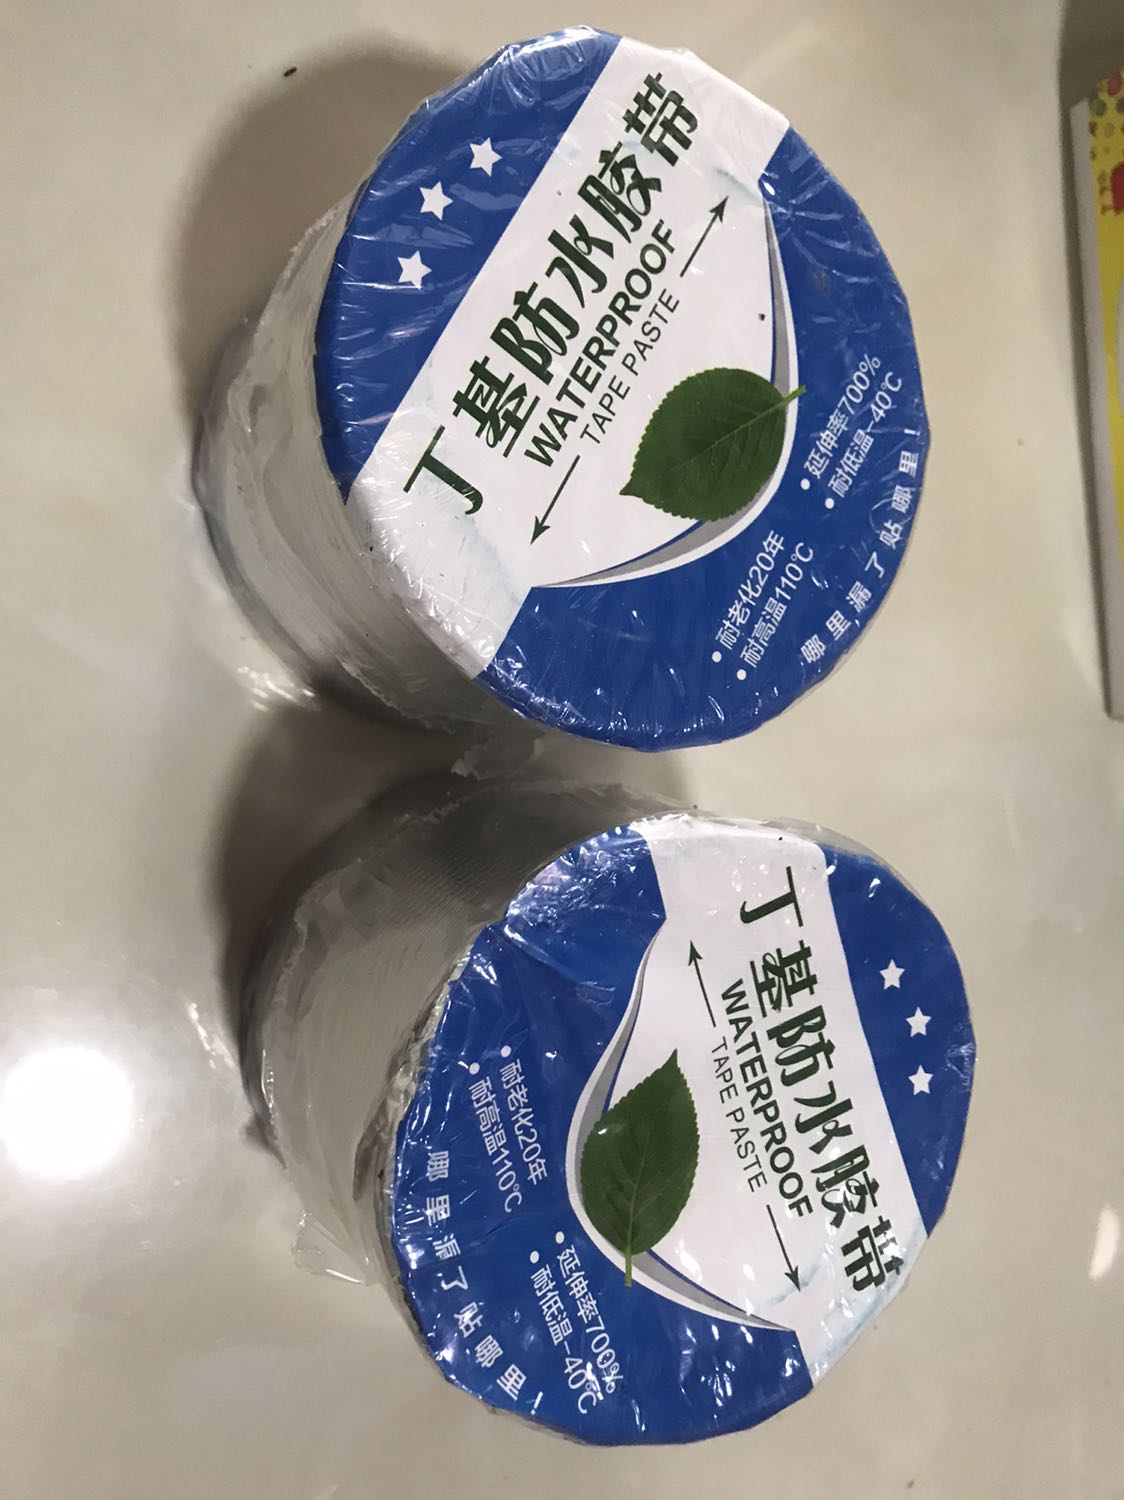 丁基防水胶带
WATERPROOF
TAPE PASTE
•耐老化20年
•耐高温110℃
•延伸率700%
•耐低温-40℃
哪里漏了贴哪里!
丁基防水胶带
WATERPROOF
TAPE PASTE
•耐老化20年
•耐高温110℃
•延伸率700%
•耐低温-40℃
哪里漏了贴哪里!